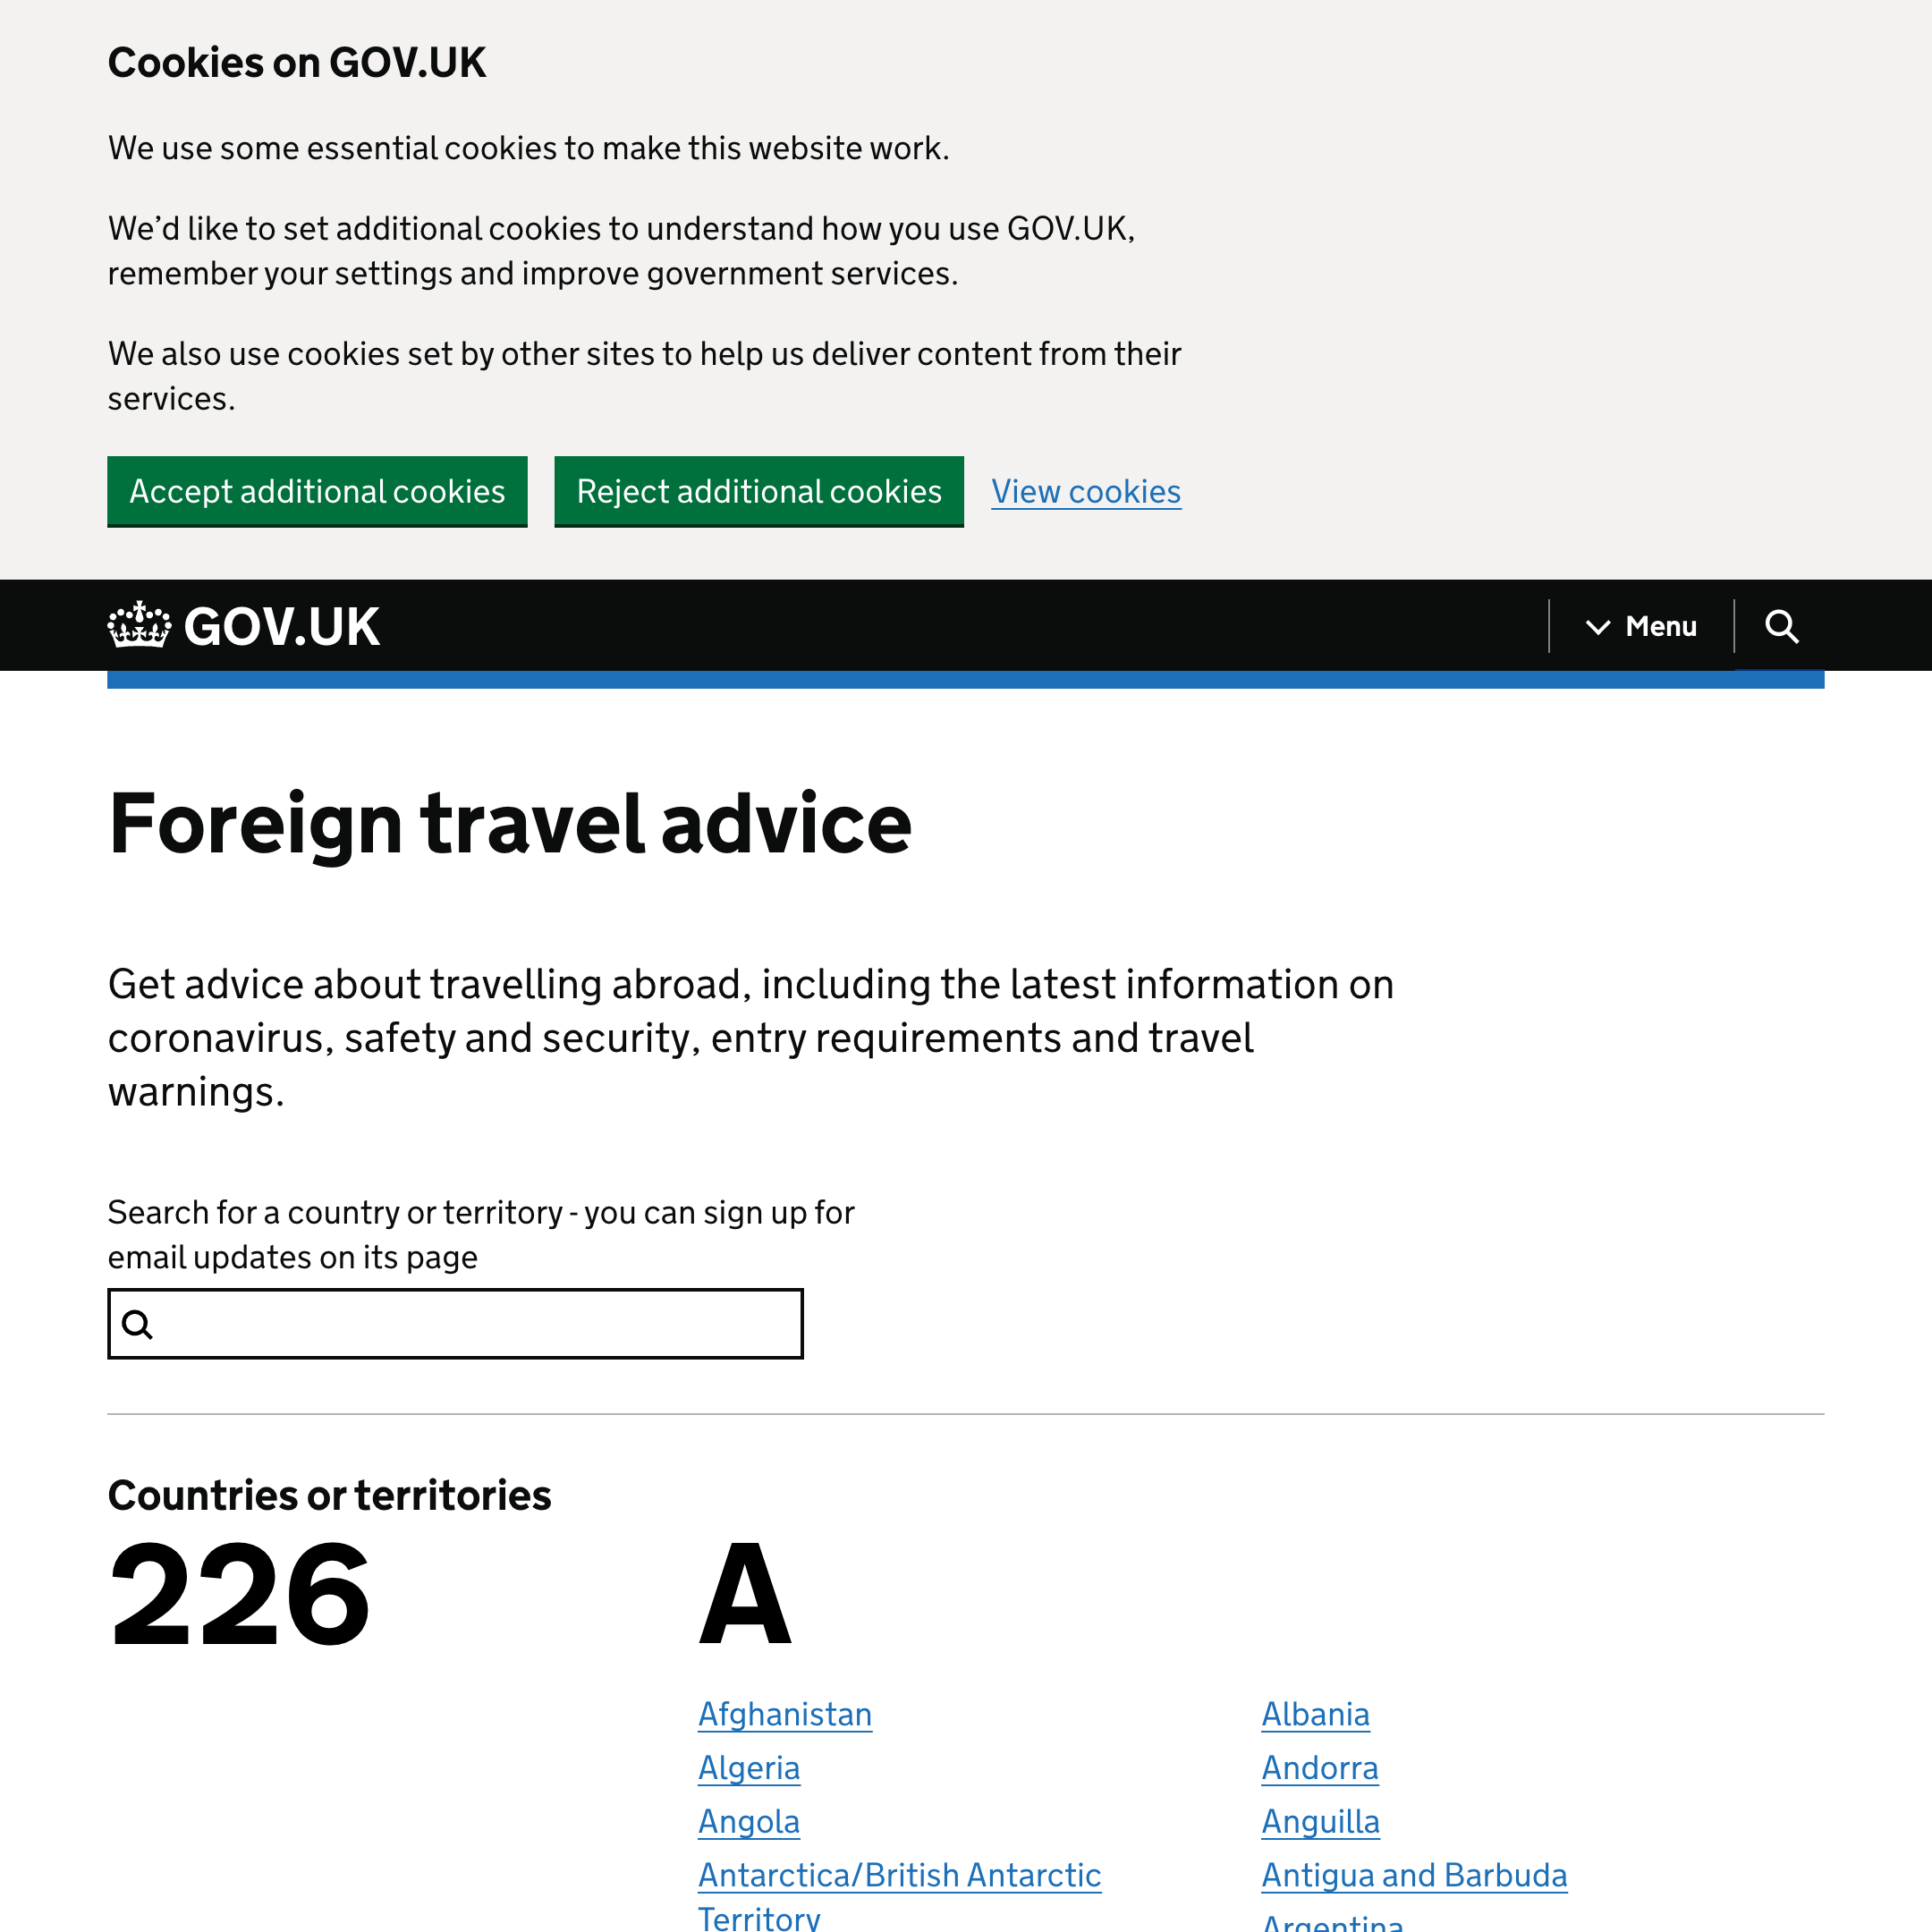 Cookies on GOV.UK
We use some essential cookies to make this website work.
We’d like to set additional cookies to understand how you use GOV.UK,
remember your settings and improve government services.
We also use cookies set by other sites to help us deliver content from their
services.
Accept additional cookies
Reject additional cookies
View cookies
GOV.UK
Menu
Foreign travel advice
Get advice about travelling abroad, including the latest information on
coronavirus, safety and security, entry requirements and travel
warnings.
Search for a country or territory - you can sign up for
email updates on its page
Countries or territories
226
A
Afghanistan
Albania
Algeria
Andorra
Angola
Anguilla
Antarctica/British Antarctic
Territory
Antigua and Barbuda
Argentina